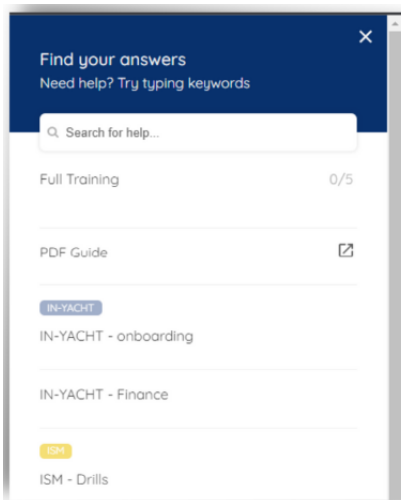 Find your answers
Need help? Try typing keywords
Search for help...
Full Training 0/5
PDF Guide
IN-YACHT
IN-YACHT - onboarding
IN-YACHT - Finance
ISM
ISM - Drills